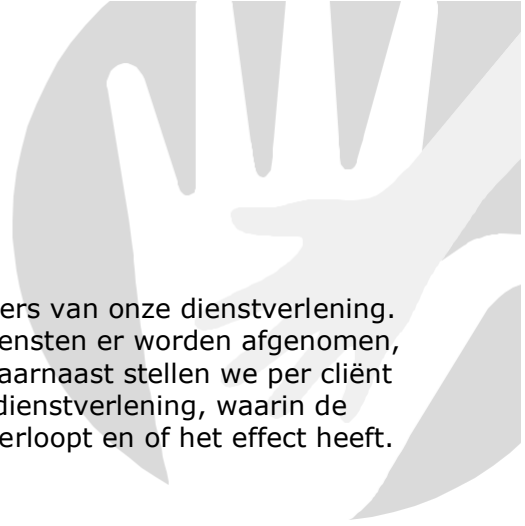 ers van onze dienstverlening.
ensten er worden afgenomen,
aarnaast stellen we per cliënt
dienstverlening, waarin de
erloopt en of het effect heeft.